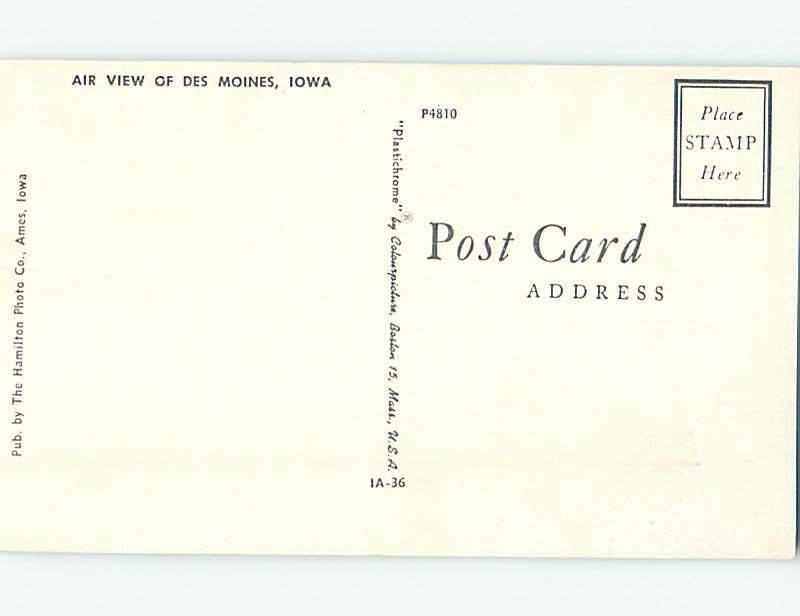 AIR VIEW OF DES MOINES, IOWA
Pub. by The Hamilton Photo Co., Ames, Iowa
"Plastichrome"® by Colourpicture, Boston 15, Mass., U.S.A.
IA-36
P4810
Place
STAMP
Here
Post Card
ADDRESS